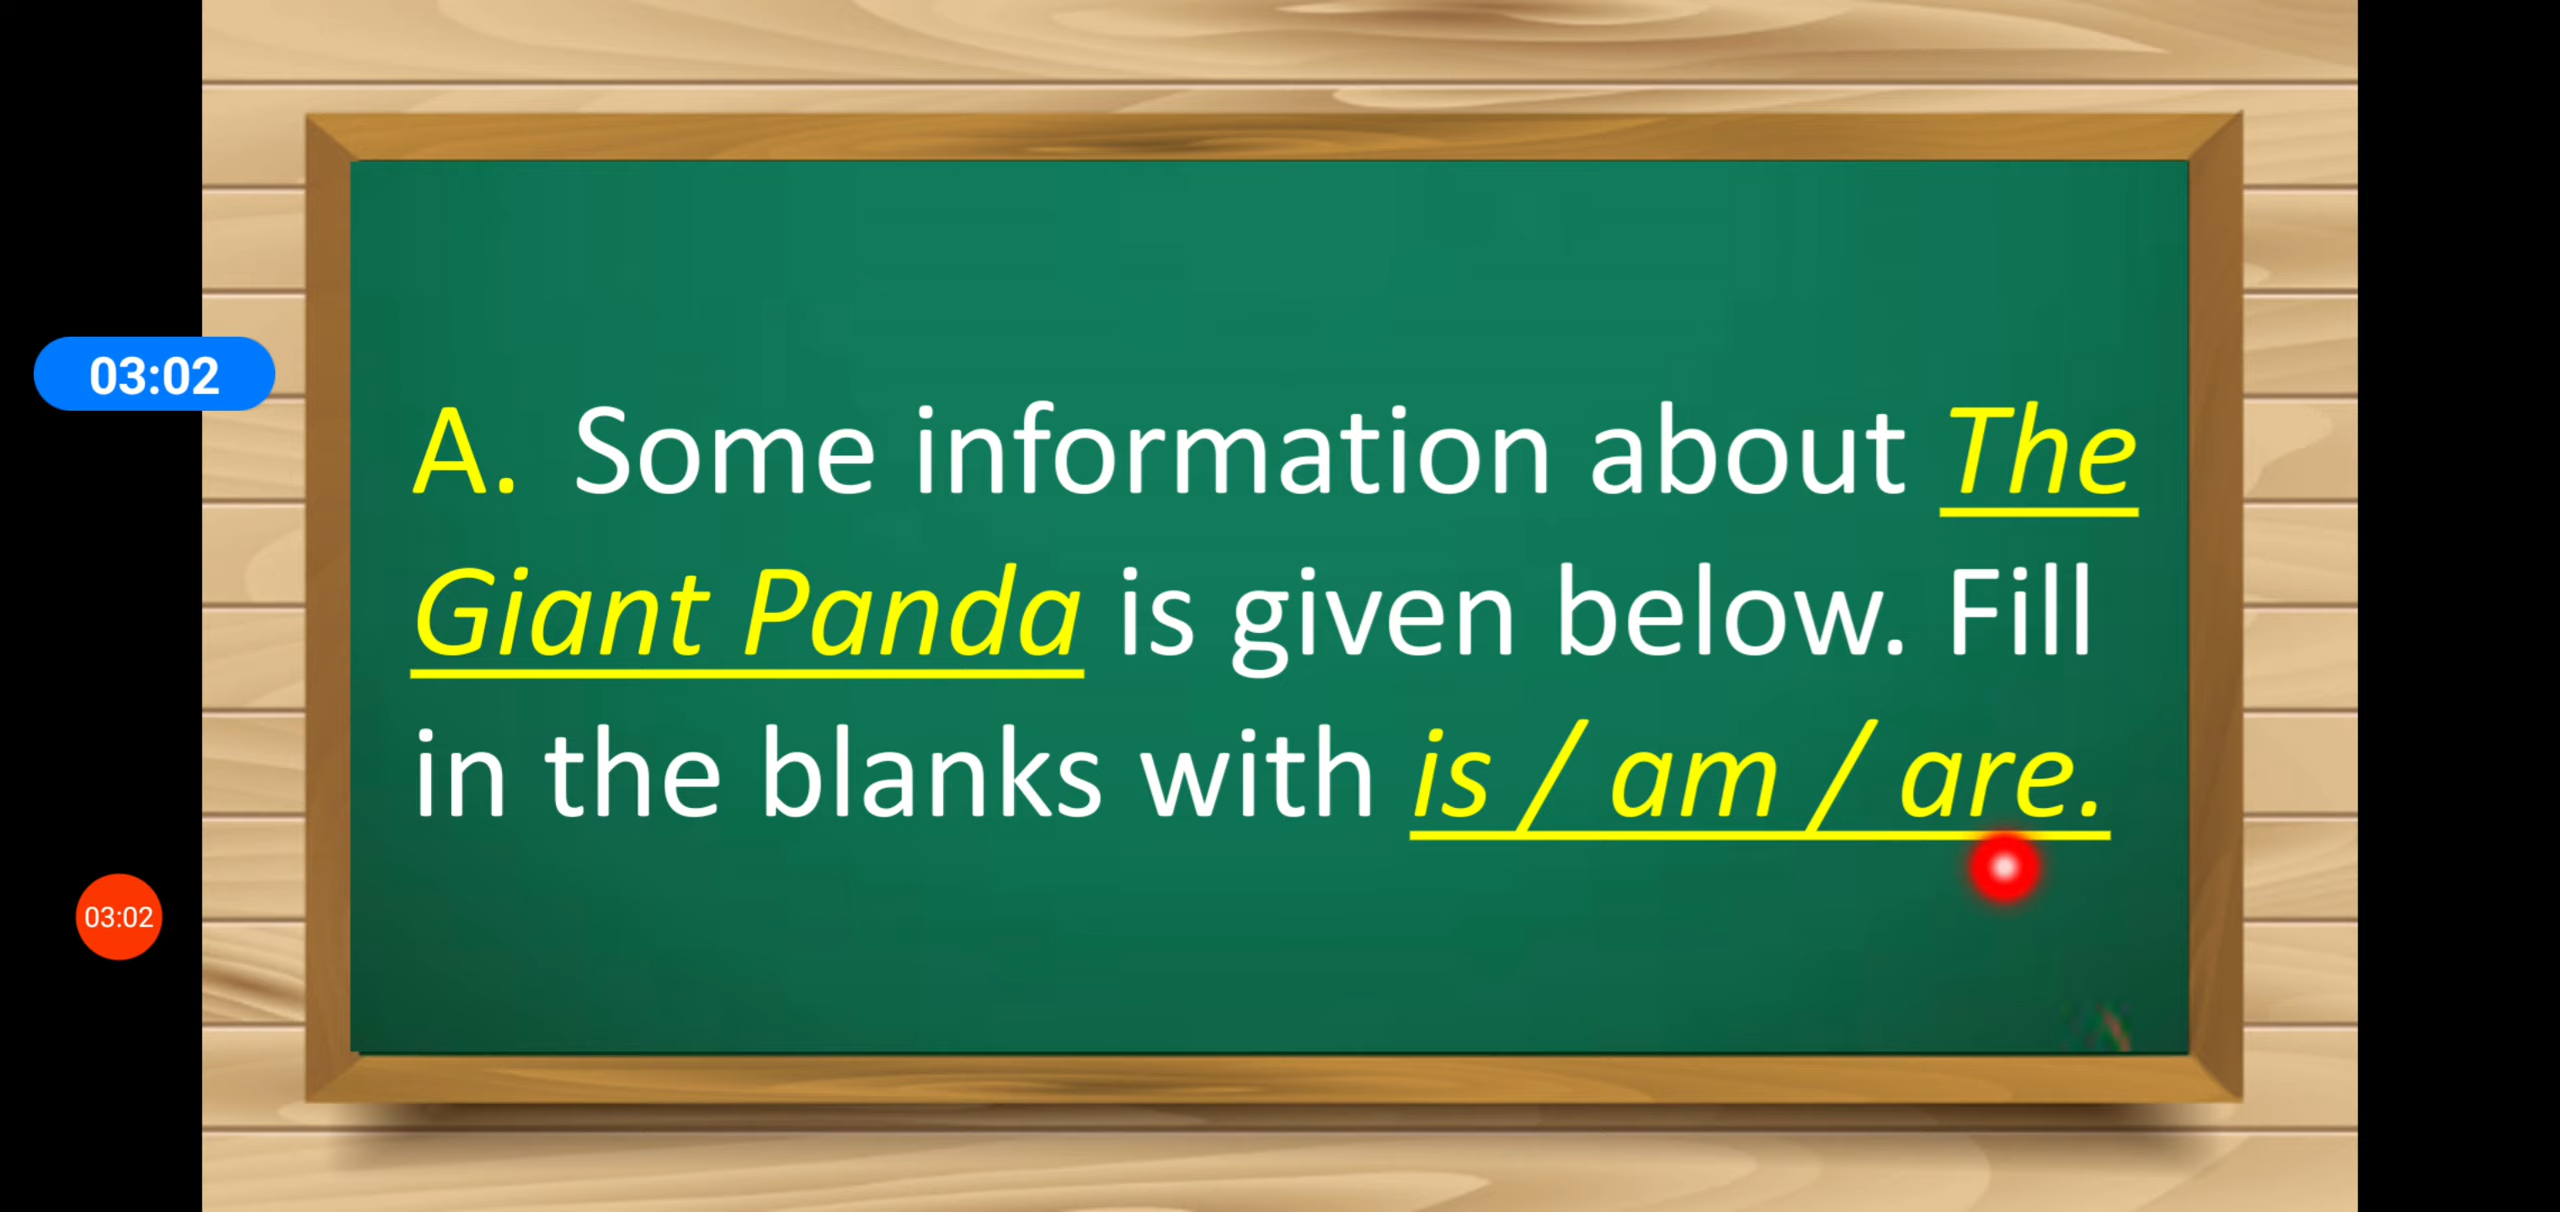 A. Some information about The
Giant Panda is given below. Fill
in the blanks with is / am / are.
03:02
03:02